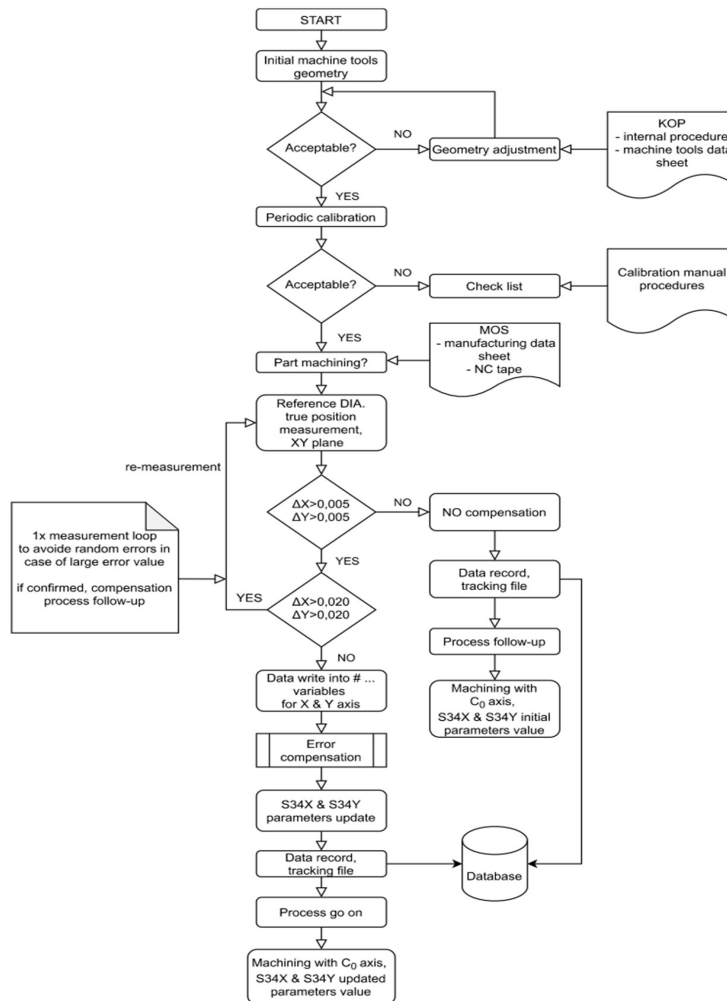 START
Initial machine tools
geometry
Acceptable?
NO
Geometry adjustment
KOP
- internal procedure
- machine tools data
sheet
YES
Periodic calibration
Acceptable?
NO
Check list
Calibration manual
procedures
YES
Part machining?
MOS
- manufacturing data
sheet
- NC tape
Reference DIA.
true position
measurement,
XY plane
re-measurement
ΔX>0,005
ΔY>0,005
NO
NO compensation
1x measurement loop
to avoide random errors in
case of large error value
if confirmed, compensation
process follow-up
YES
YES
ΔX>0,020
ΔY>0,020
Data record,
tracking file
Process follow-up
NO
Data write into # ...
variables
for X & Y axis
Machining with
C0 axis,
S34X & S34Y initial
parameters value
Error
compensation
S34X & S34Y
parameters update
Data record,
tracking file
Database
Process go on
Machining with C0 axis,
S34X & S34Y updated
parameters value